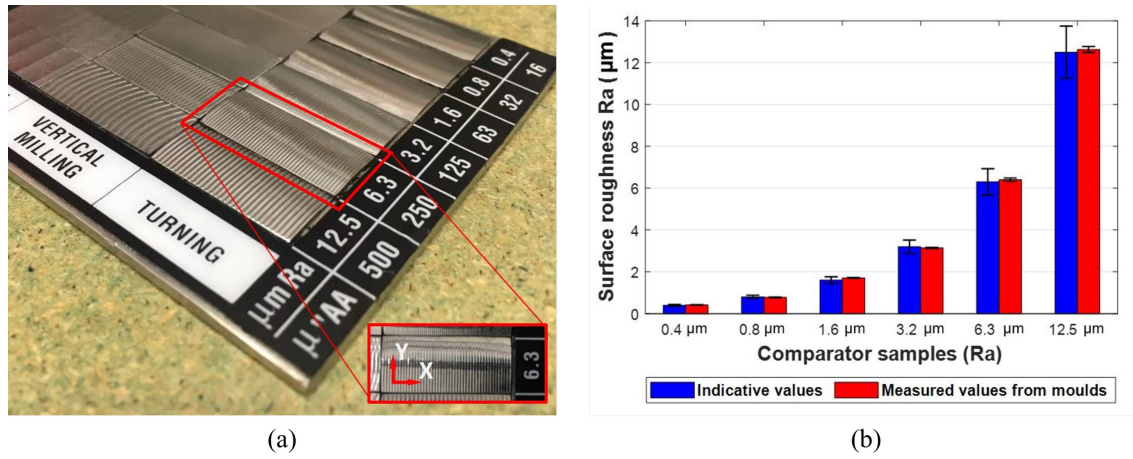 VERTICAL
MILLING
TURNING
µm Ra 12.5 6.3 3.2 1.6 0.8 0.4
µ"AA 500 250 125 63 32 16
Y
X
6.3
(a)
14
12
10
8
6
4
2
0
Surface roughness Ra ( µm)
0.4 µm 0.8 µm 1.6 µm 3.2 µm 6.3 µm 12.5 µm
Comparator samples (Ra)
Indicative values Measured values from moulds
(b)